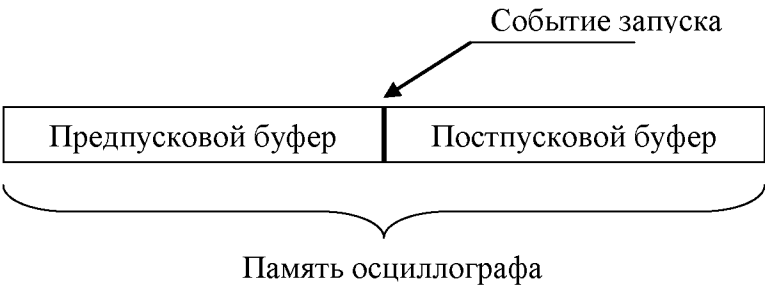 Событие запуска
Предпусковой буфер
Постпусковой буфер
Память осциллографа